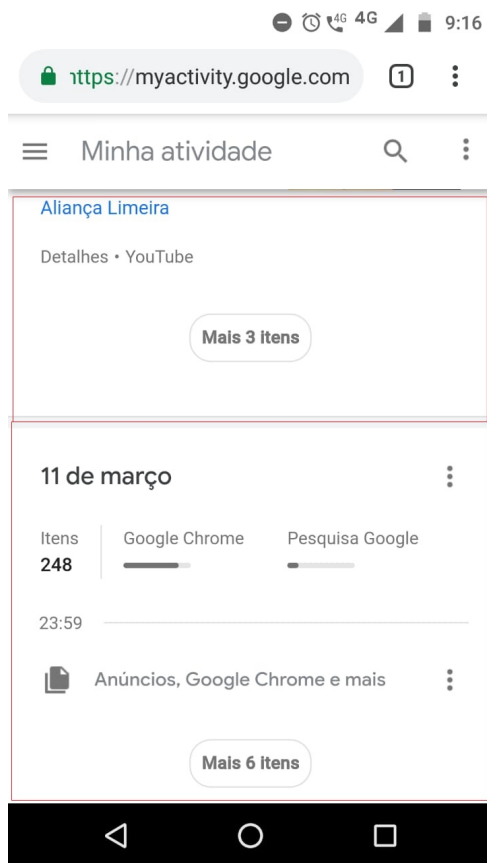 4G 4G 9:16
https://myactivity.google.com 1
Minha atividade
Aliança Limeira
Detalhes • YouTube
Mais 3 itens
11 de março
Itens Google Chrome Pesquisa Google
248
23:59
Anúncios, Google Chrome e mais
Mais 6 itens